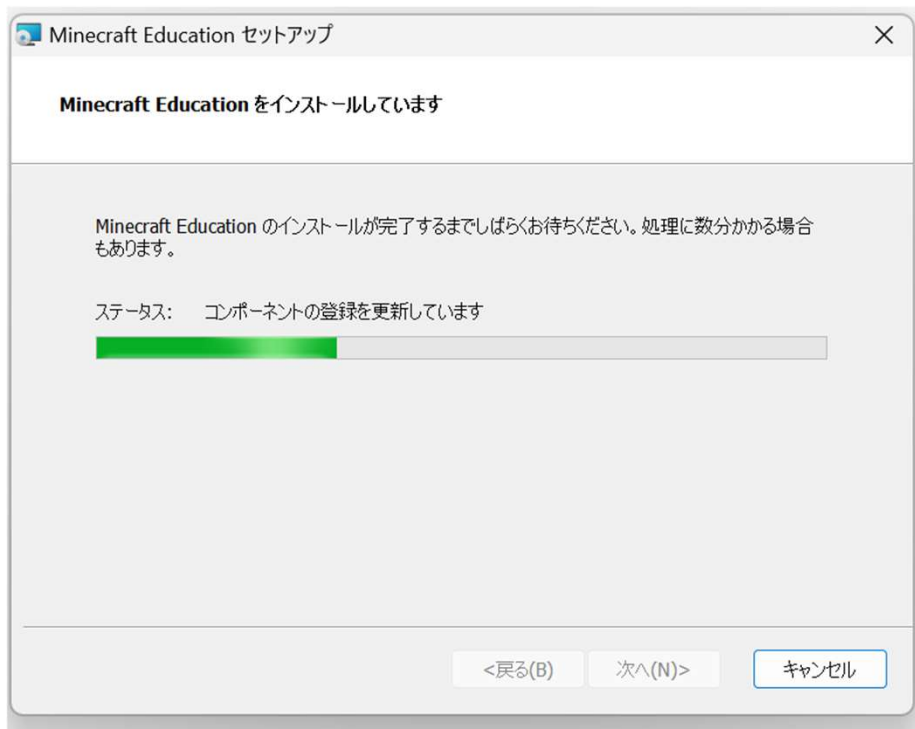 Minecraft Education セットアップ
Minecraft Education をインストールしています
Minecraft Education のインストールが完了するまでしばらくお待ちください。処理に数分かかる場合
もあります。
ステータス: コンポーネントの登録を更新しています
<戻る(B) 次へ(N)> キャンセル